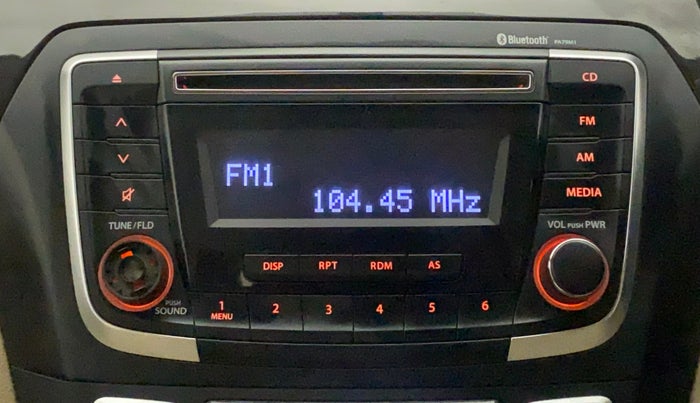 Bluetooth PA79M1
CD
FM
AM
MEDIA
FM1
104.45 MHz
TUNE/FLD
VOL PUSH PWR
DISP RPT RDM AS
PUSH
SOUND
1 2 3 4 5 6
MENU